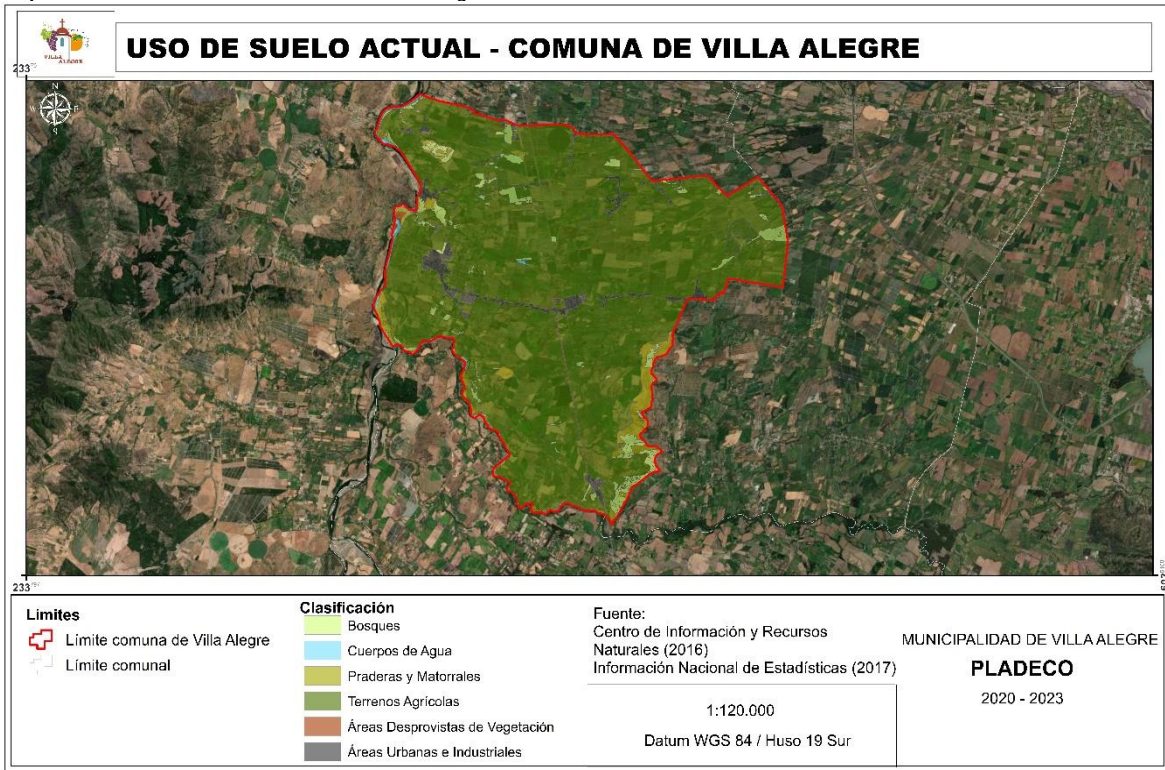 USO DE SUELO ACTUAL - COMUNA DE VILLA ALEGRE
VILLA
ALEGRE
N
W
S
Limites
Límite comuna de Villa Alegre
Límite comunal
Clasificación
Bosques
Cuerpos de Agua
Praderas y Matorrales
Terrenos Agrícolas
Áreas Desprovistas de Vegetación
Áreas Urbanas e Industriales
Fuente:
Centro de Información y Recursos
Naturales (2016)
Información Nacional de Estadísticas (2017)
1:120.000
Datum WGS 84 / Huso 19 Sur
MUNICIPALIDAD DE VILLA ALEGRE
PLADECO
2020 - 2023